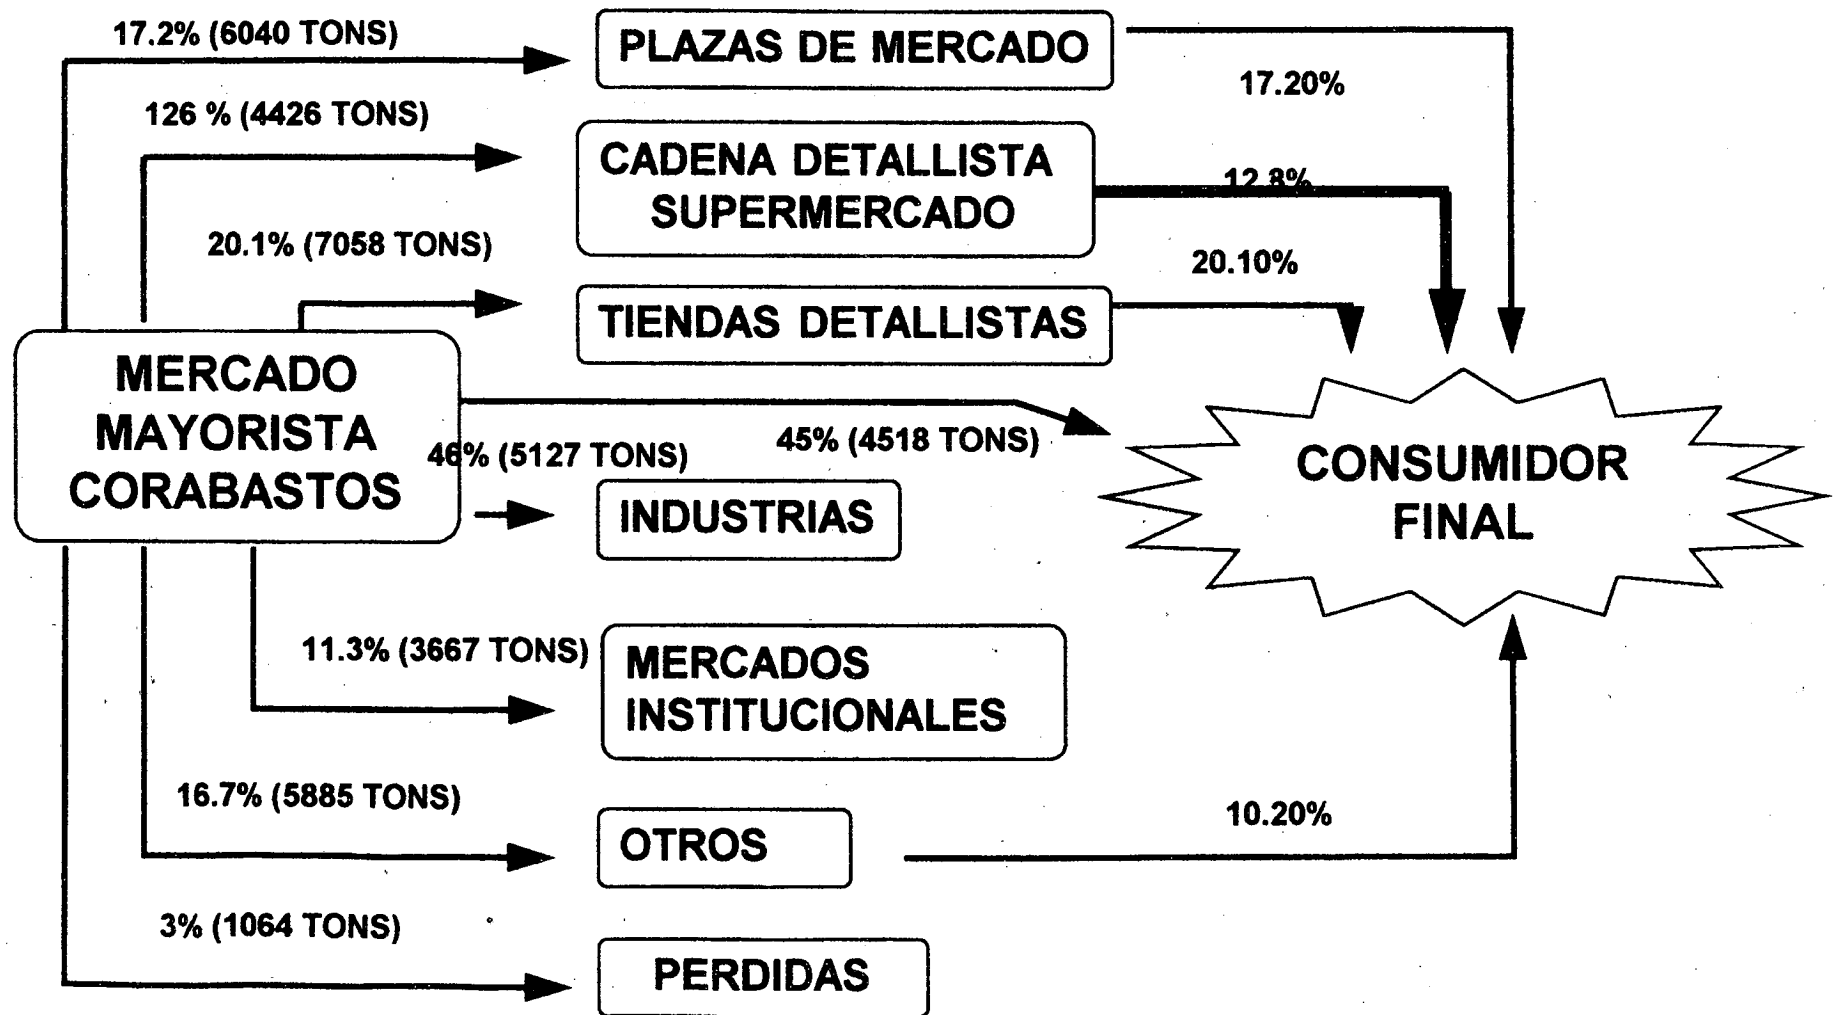 17.2% (6040 TONS)
PLAZAS DE MERCADO
17.20%
126 % (4426 TONS)
CADENA DETALLISTA
SUPERMERCADO
12.8%
20.1% (7058 TONS)
20.10%
TIENDAS DETALLISTAS
MERCADO
MAYORISTA
CORABASTOS
45% (4518 TONS)
46% (5127 TONS)
CONSUMIDOR
FINAL
INDUSTRIAS
11.3% (3667 TONS)
MERCADOS
INSTITUCIONALES
16.7% (5885 TONS)
OTROS
10.20%
3% (1064 TONS)
PERDIDAS